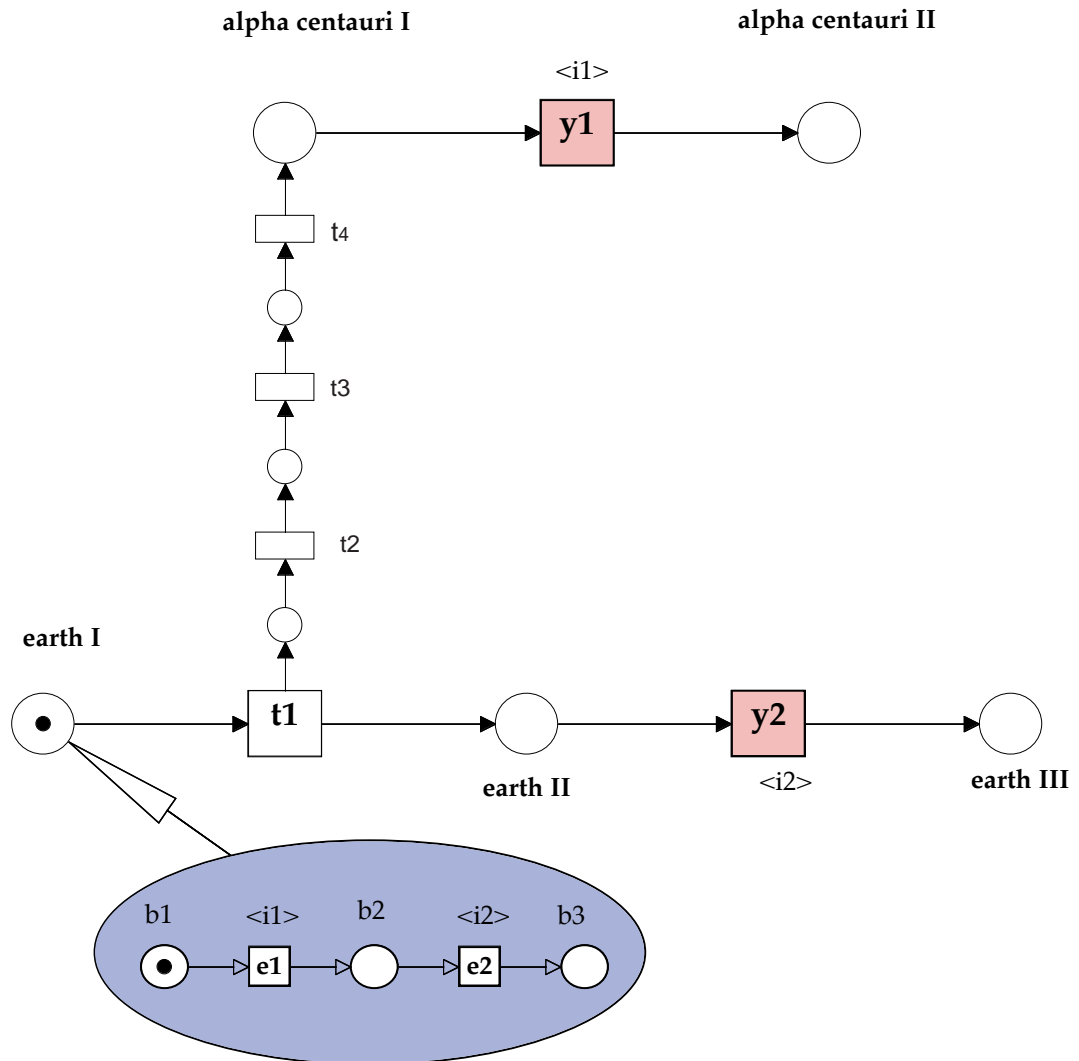 alpha centauri I
alpha centauri II
<i1>
y1
t4
t3
t2
earth I
t1
y2
earth II
<i2>
earth III
b1
<i1>
b2
<i2>
b3
e1
e2